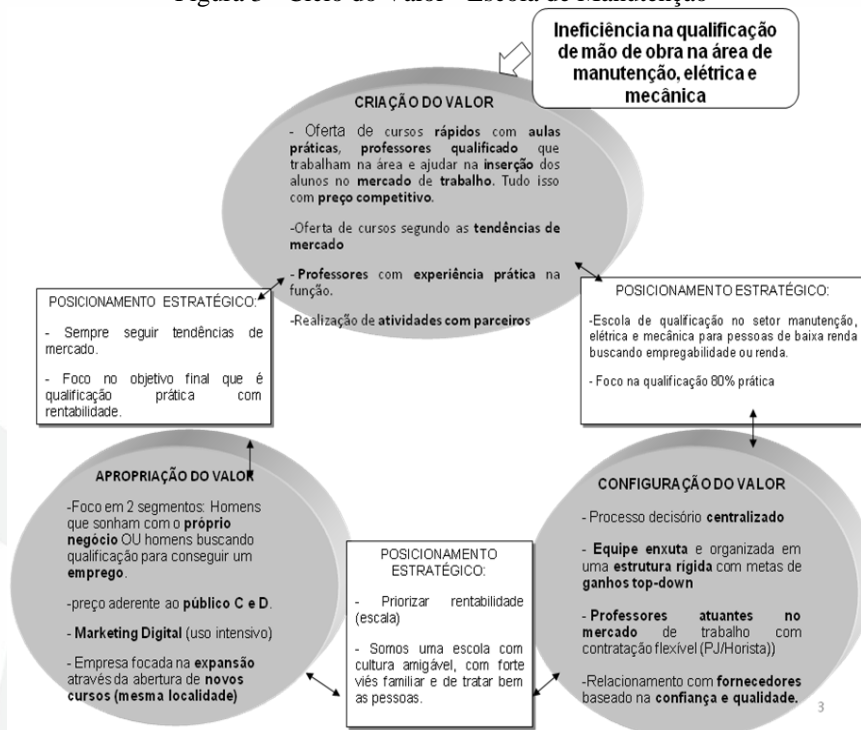 Figura 3 - Ciclo do Valor - Escola de Manutenção
Ineficiência na qualificação
de mão de obra na área de
manutenção, elétrica e
mecânica
CRIAÇÃO DO VALOR
- Oferta de cursos rápidos com aulas
práticas, professores qualificado que
trabalham na área e ajudar na inserção dos
alunos no mercado de trabalho. Tudo isso
com preço competitivo.
-Oferta de cursos segundo as tendências de
mercado
- Professores com experiência prática na
função.
-Realização de atividades com parceiros
POSICIONAMENTO ESTRATÉGICO:
- Sempre seguir tendências de
mercado.
- Foco no objetivo final que é
qualificação prática com
rentabilidade.
POSICIONAMENTO ESTRATÉGICO:
-Escola de qualificação no setor manutenção,
elétrica e mecânica para pessoas de baixa renda
buscando empregabilidade ou renda.
- Foco na qualificação 80% prática
APROPRIAÇÃO DO VALOR
-Foco em 2 segmentos: Homens
que sonham com o próprio
negócio OU homens buscando
qualificação para conseguir um
emprego.
-preço aderente ao público C e D.
- Marketing Digital (uso intensivo)
- Empresa focada na expansão
através da abertura de novos
cursos (mesma localidade)
POSICIONAMENTO
ESTRATÉGICO:
- Priorizar rentabilidade
(escala)
- Somos uma escola com
cultura amigável, com forte
viés familiar e de tratar bem
as pessoas.
CONFIGURAÇÃO DO VALOR
- Processo decisório centralizado
- Equipe enxuta e organizada em
uma estrutura rígida com metas de
ganhos top-down
- Professores atuantes no
mercado de trabalho com
contratação flexível (PJ/Horista))
-Relacionamento com fornecedores
baseado na confiança e qualidade.
3